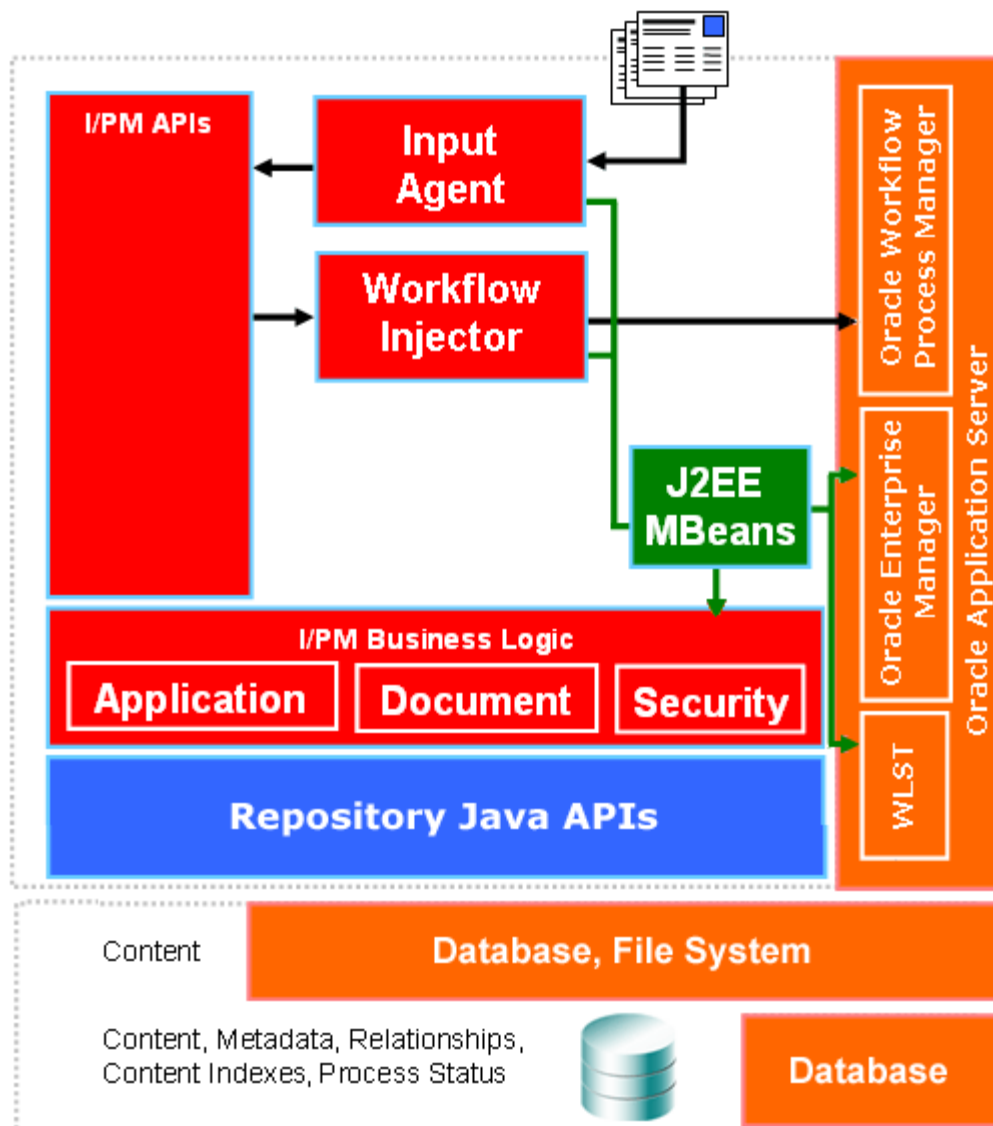 I/PM APIs
Input
Agent
Workflow
Injector
J2EE
MBeans
Oracle Workflow
Process Manager
Oracle Enterprise
Manager
WLST
Oracle Application Server
I/PM Business Logic
Application
Document
Security
Repository Java APIs
Content
Database, File System
Content, Metadata, Relationships,
Content Indexes, Process Status
Database